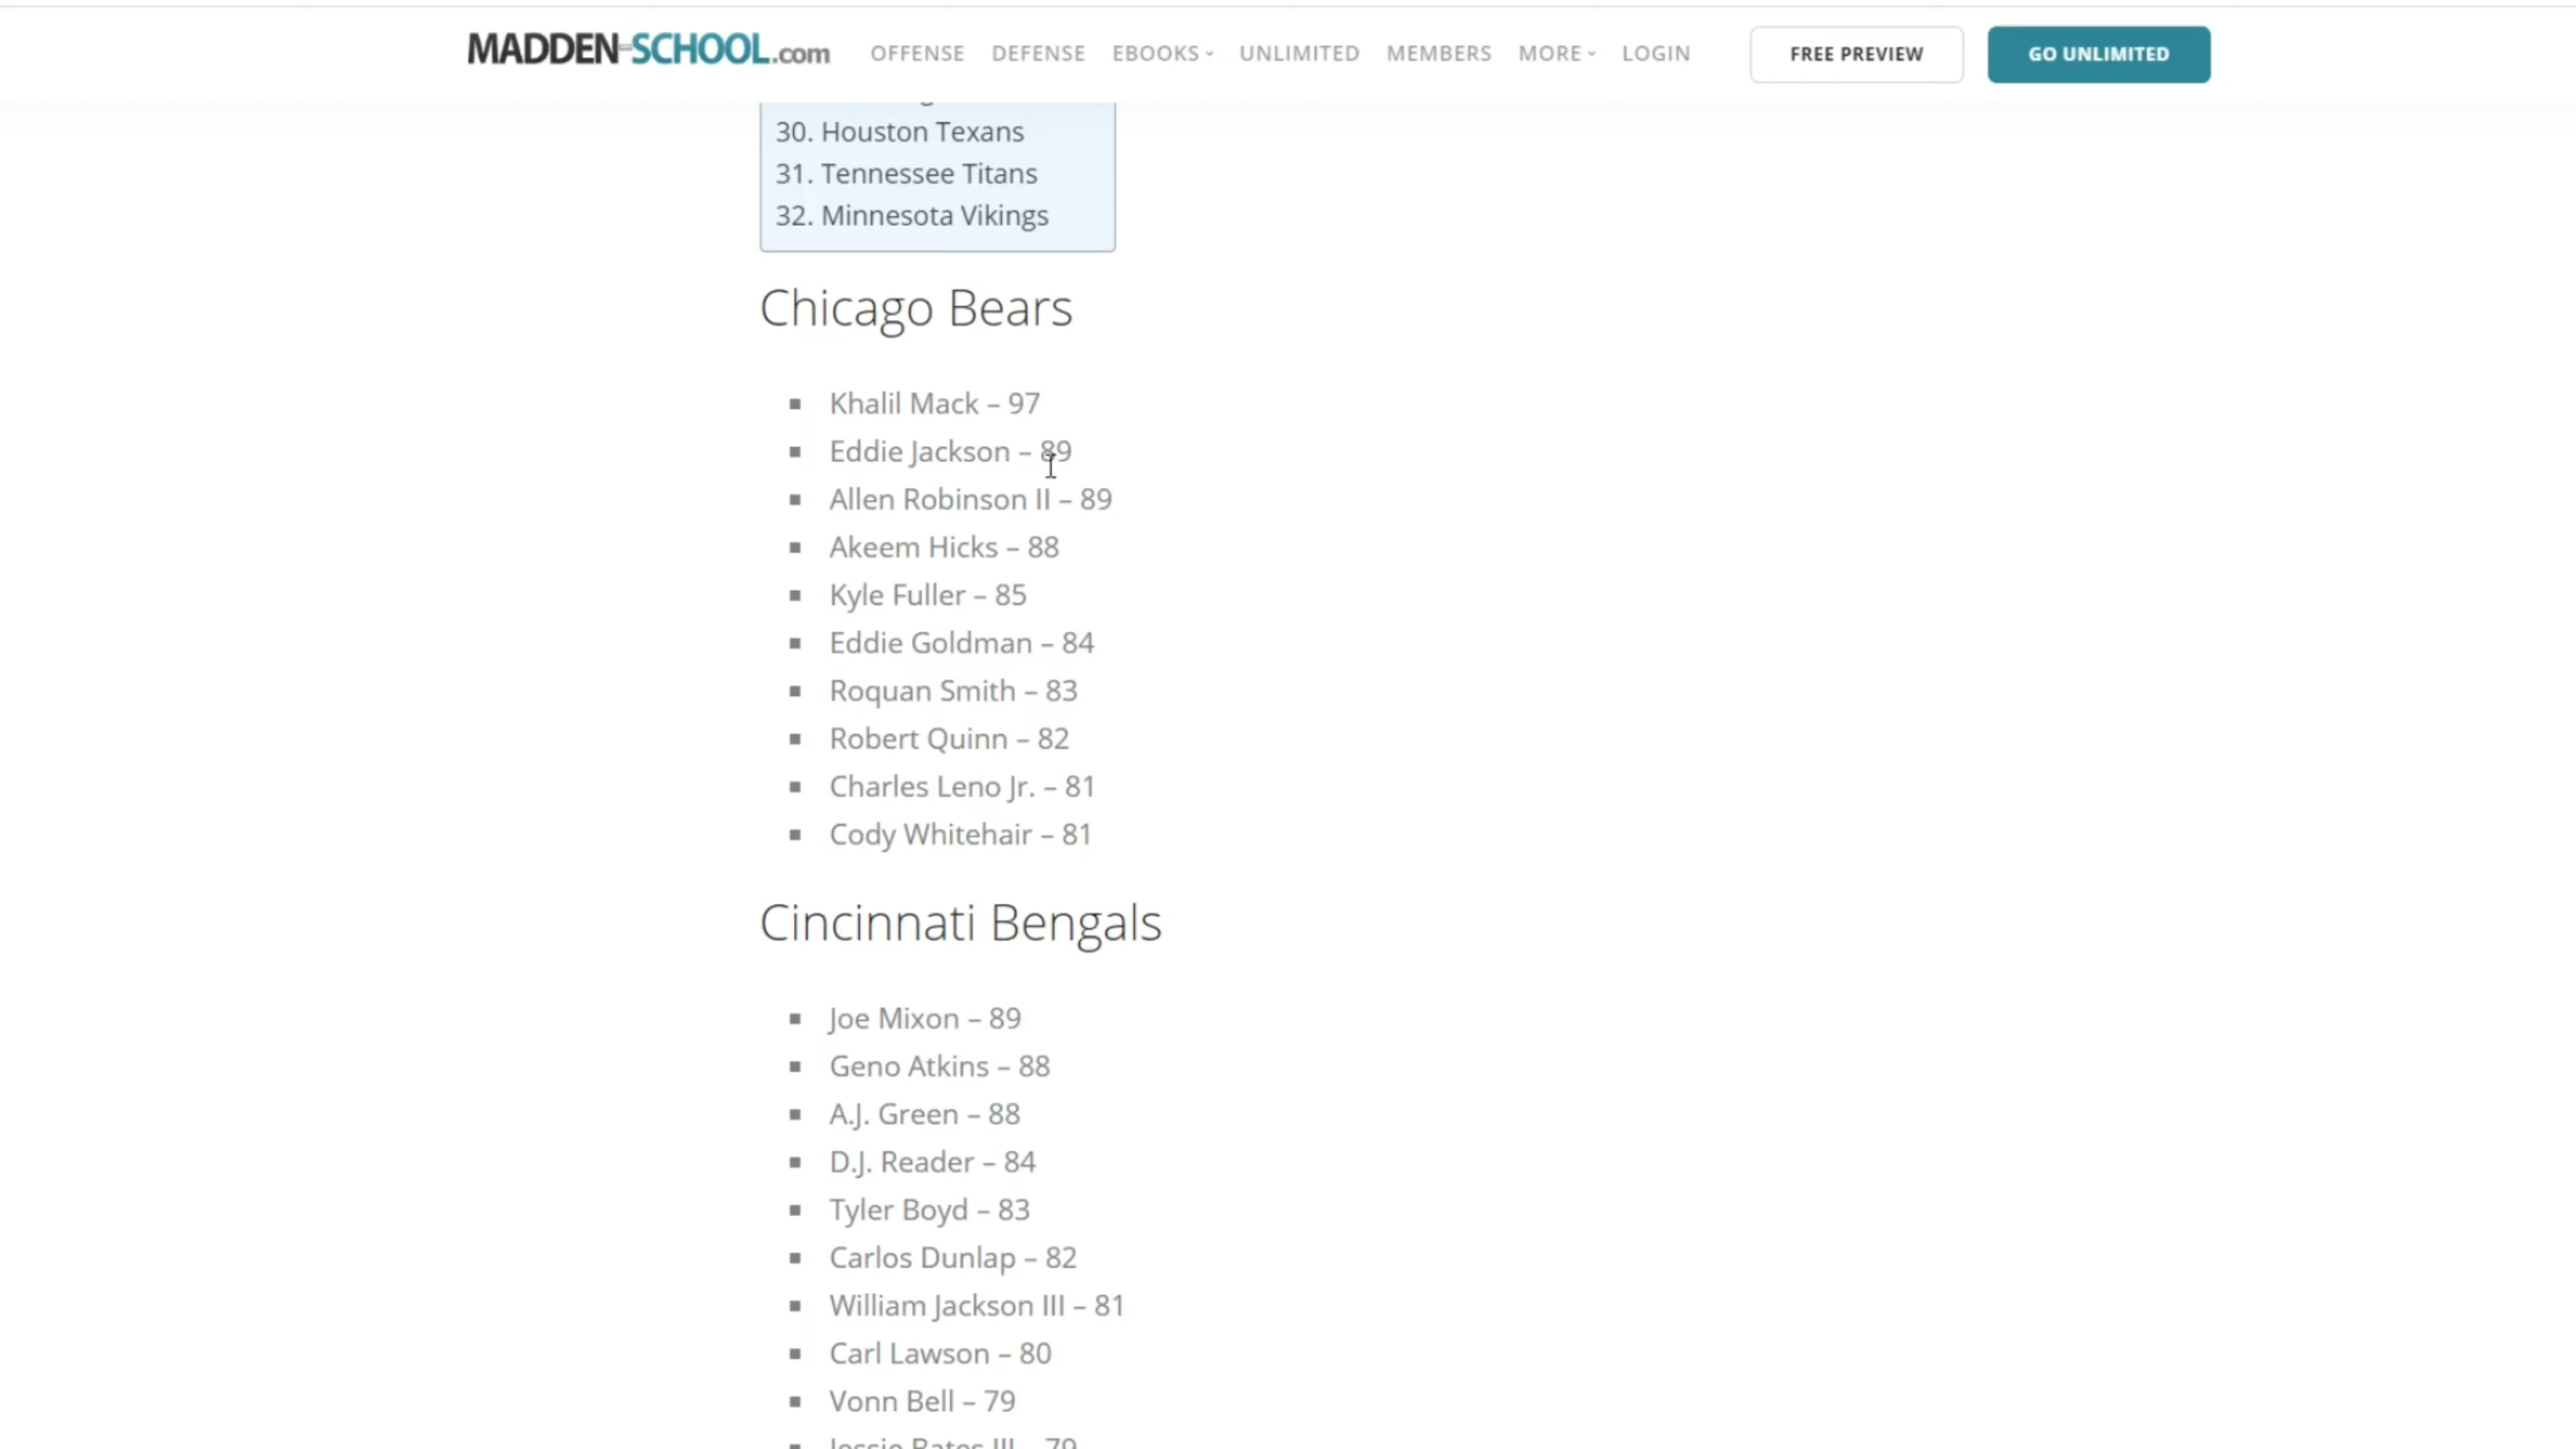 MADDEN-SCHOOL.com OFFENSE DEFENSE EBOOKS UNLIMITED MEMBERS MORE LOGIN FREE PREVIEW GO UNLIMITED
30. Houston Texans
31. Tennessee Titans
32. Minnesota Vikings
Chicago Bears
Khalil Mack – 97
Eddie Jackson – 89
Allen Robinson II – 89
Akeem Hicks – 88
Kyle Fuller – 85
Eddie Goldman – 84
Roquan Smith – 83
Robert Quinn – 82
Charles Leno Jr. – 81
Cody Whitehair – 81
Cincinnati Bengals
Joe Mixon – 89
Geno Atkins – 88
A.J. Green – 88
D.J. Reader – 84
Tyler Boyd – 83
Carlos Dunlap – 82
William Jackson III – 81
Carl Lawson – 80
Vonn Bell – 79
Jessie Bates III – 79